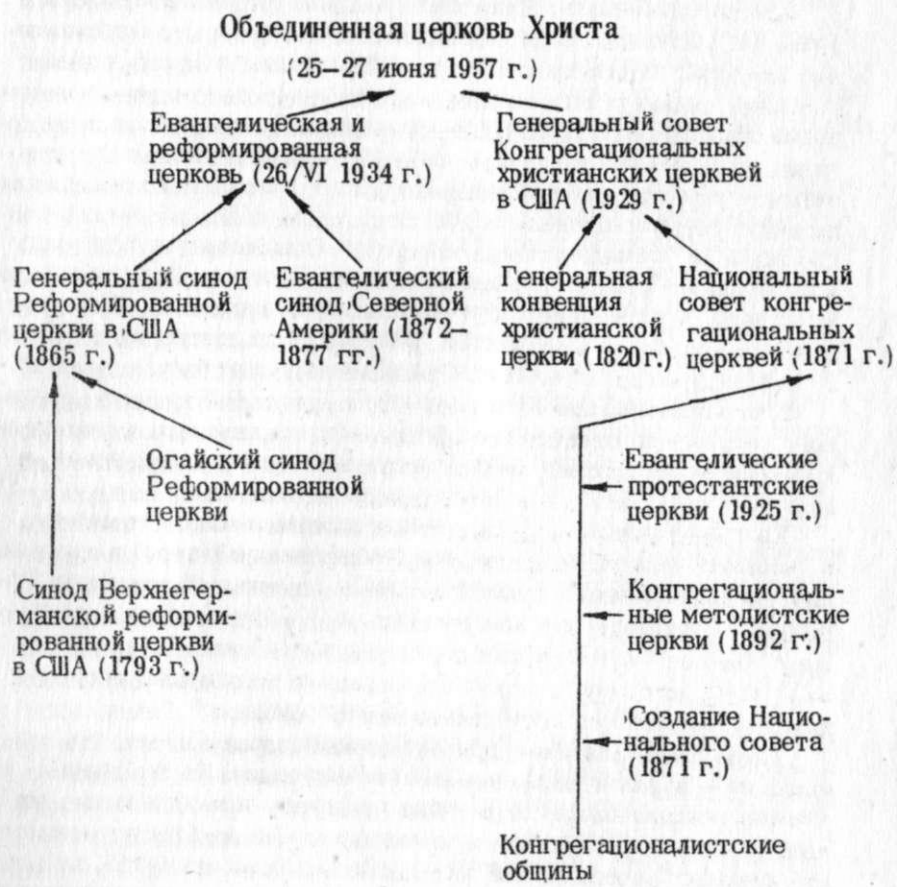 Объединенная церковь Христа
(25–27 июня 1957 г.)
Евангелическая и
реформированная
церковь (26/VI 1934 г.)
Генеральный совет
Конгрегациональных
христианских церквей
в США (1929 г.)
Генеральный синод
Реформированной
церкви в США
(1865 г.)
Евангелический
синод Северной
Америки (1872–
1877 гг.)
Генеральная
конвенция
христианской
церкви (1820 г.)
Национальный
совет конгре-
гациональных
церквей (1871 г.)
Огайский синод
Реформированной
церкви
Синод Верхнегер-
манской реформи-
рованной церкви
в США (1793 г.)
Евангелические
протестантские
церкви (1925 г.)
Конгрегациональ-
ные методистские
церкви (1892 г.)
Создание Нацио-
нального совета
(1871 г.)
Конгрегационалистские
общины